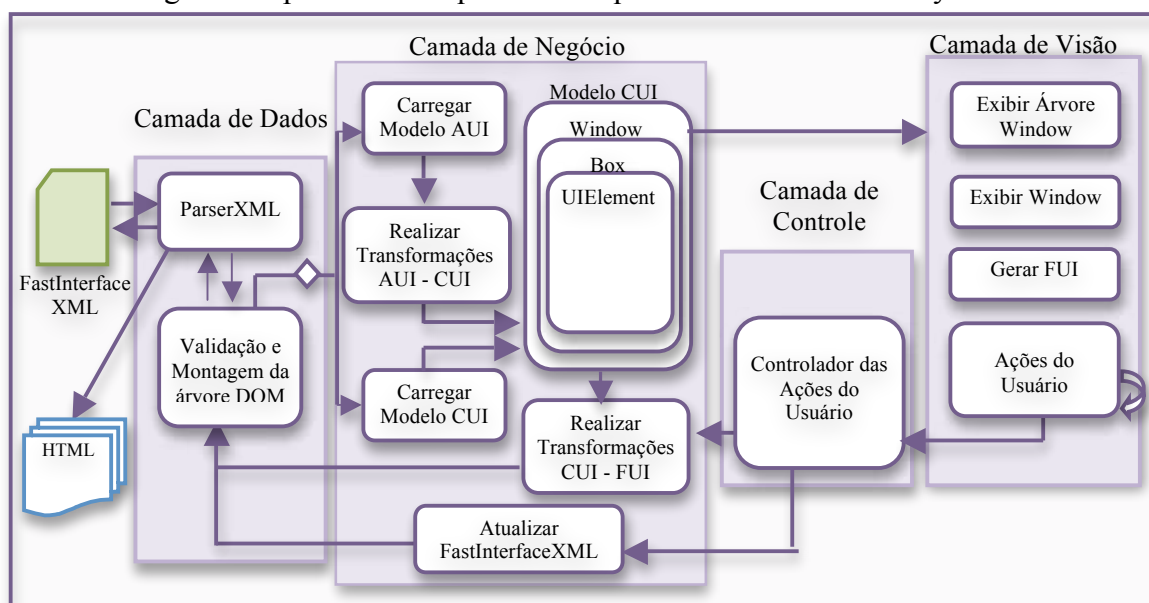 Camada de Negócio
Camada de Visão
Camada de Dados
Carregar
Modelo AUI
Modelo CUI
Window
Box
UIElement
Exibir Árvore
Window
Exibir Window
Gerar FUI
Ações do
Usuário
Camada de
Controle
ParserXML
Realizar
Transformações
AUI - CUI
FastInterface
XML
Validação e
Montagem da
árvore DOM
Controlador das
Ações do
Usuário
Carregar
Modelo CUI
Realizar
Transformações
CUI - FUI
HTML
Atualizar
FastInterfaceXML